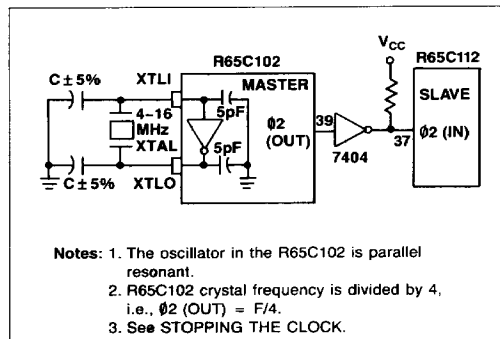 R65C102
MASTER
XTLI
C ± 5%
4–16
MHz
XTAL
5pF
5pF
C ± 5%
XTLO
ϕ2
(OUT)
39
7404
VCC
37
R65C112
SLAVE
ϕ2 (IN)
Notes: 1. The oscillator in the R65C102 is parallel
resonant.
2. R65C102 crystal frequency is divided by 4,
i.e., ϕ2 (OUT) = F/4.
3. See STOPPING THE CLOCK.